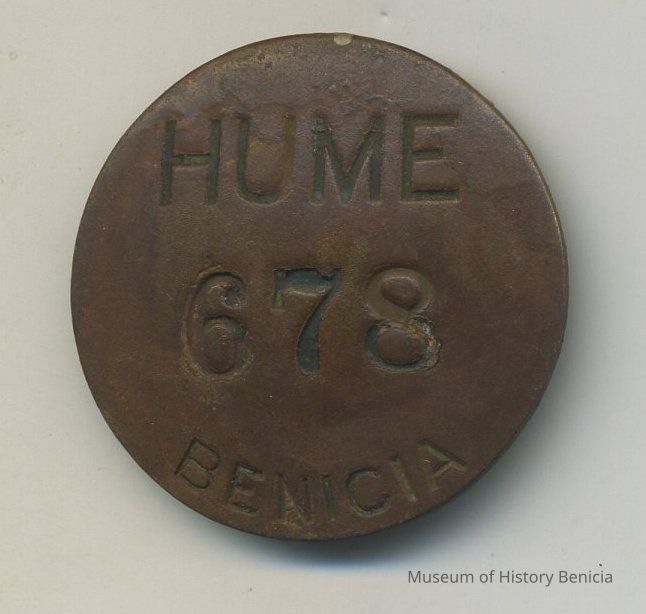 HUME
678
BENICIA
Museum of History Benicia